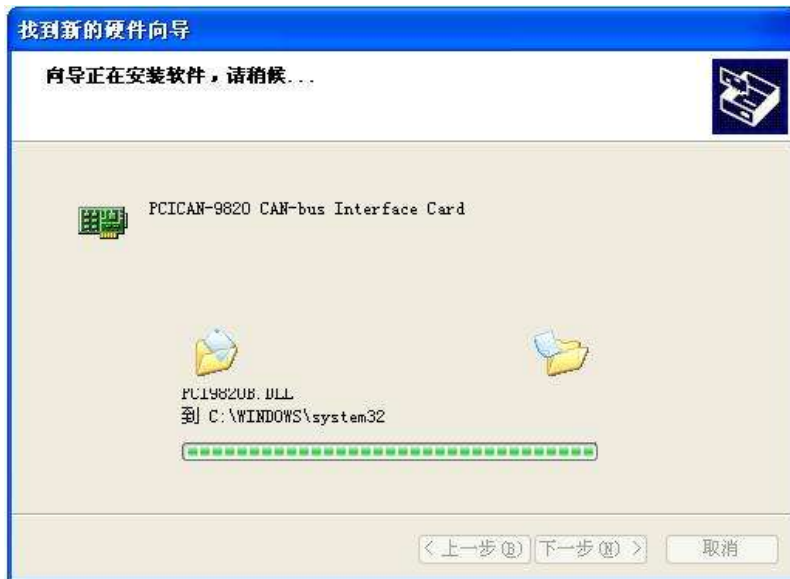 找到新的硬件向导
向导正在安装软件，请稍候...
PCICAN-9820 CAN-bus Interface Card
PCI9820B.DLL
到 C:\WINDOWS\system32
< 上一步(B)
下一步(N) >
取消